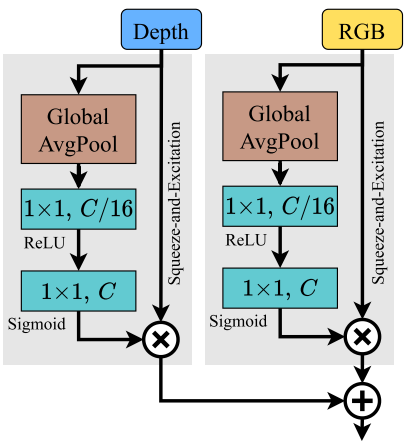 Depth
Global
AvgPool
1×1, C/16
ReLU
1×1, C
Sigmoid
Squeeze-and-Excitation
RGB
Global
AvgPool
1×1, C/16
ReLU
1×1, C
Sigmoid
Squeeze-and-Excitation